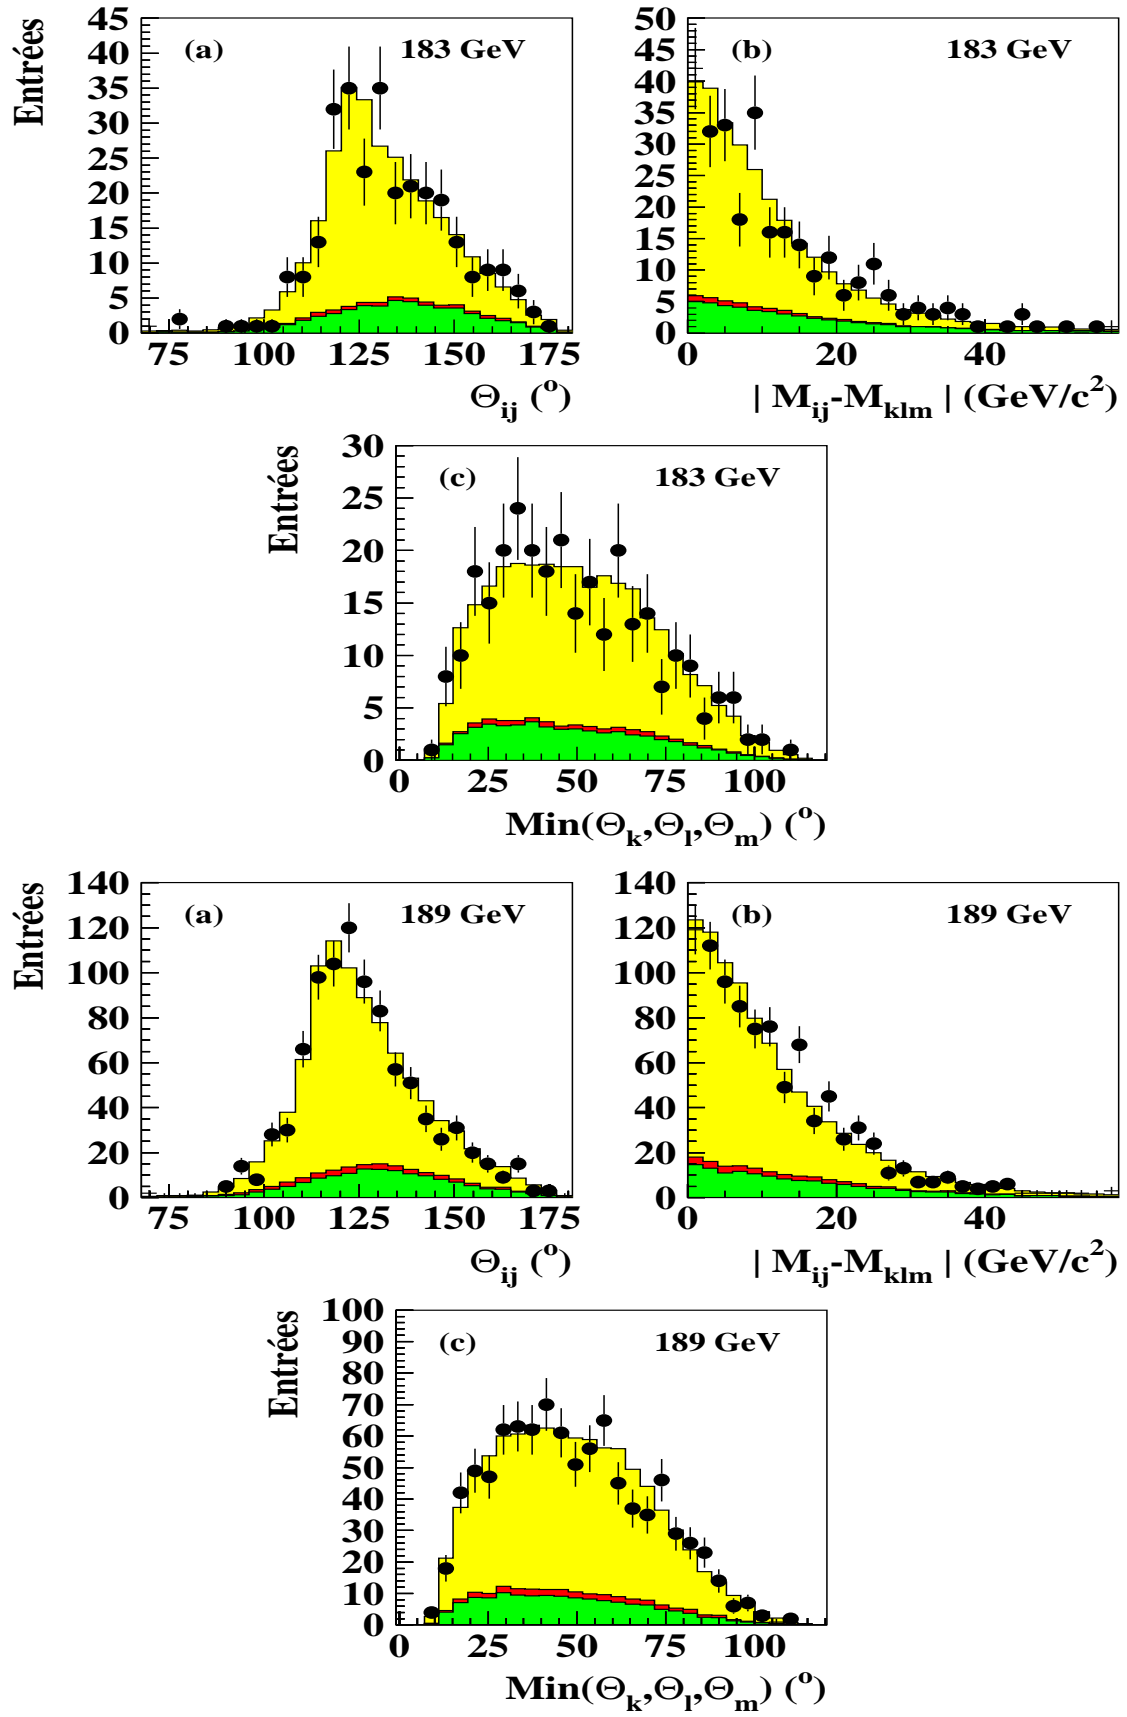 Entrées
(a) 183 GeV
45
40
35
30
25
20
15
10
5
0
75 100 125 150 175
Θij (°)
(b) 183 GeV
50
45
40
35
30
25
20
15
10
5
0
0 20 40
| Mij-Mklm | (GeV/c2)
Entrées
(c) 183 GeV
30
25
20
15
10
5
0
0 25 50 75 100
Min(Θk,Θl,Θm) (°)
Entrées
(a) 189 GeV
140
120
100
80
60
40
20
0
75 100 125 150 175
Θij (°)
(b) 189 GeV
140
120
100
80
60
40
20
0
0 20 40
| Mij-Mklm | (GeV/c2)
Entrées
(c) 189 GeV
100
90
80
70
60
50
40
30
20
10
0
0 25 50 75 100
Min(Θk,Θl,Θm) (°)